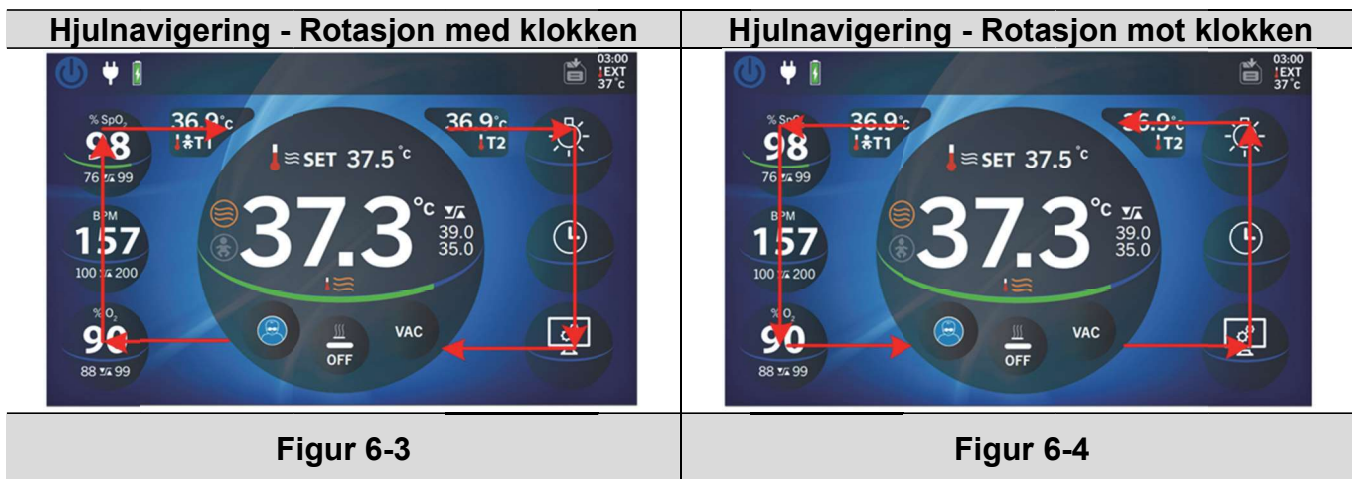 Hjulnavigering - Rotasjon med klokken
03:00
EXT
37°c
% SpO₂
98
76 99
36.9°c
T1
36.9°c
T2
SET 37.5 °c
BPM
157
100 200
37.3°c
39.0
35.0
% O₂
90
88 99
OFF
VAC
Figur 6-3
Hjulnavigering - Rotasjon mot klokken
03:00
EXT
37°c
% SpO₂
98
76 99
36.9°c
T1
36.9°c
T2
SET 37.5 °c
BPM
157
100 200
37.3°c
39.0
35.0
% O₂
90
88 99
OFF
VAC
Figur 6-4